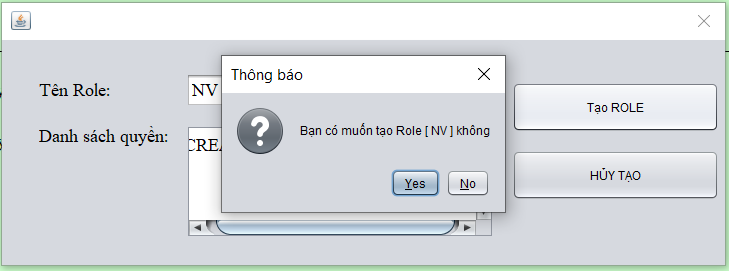 Tên Role:
NV
Danh sách quyền:
CREA
Thông báo
Bạn có muốn tạo Role [ NV ] không
Yes
No
Tạo ROLE
HỦY TẠO